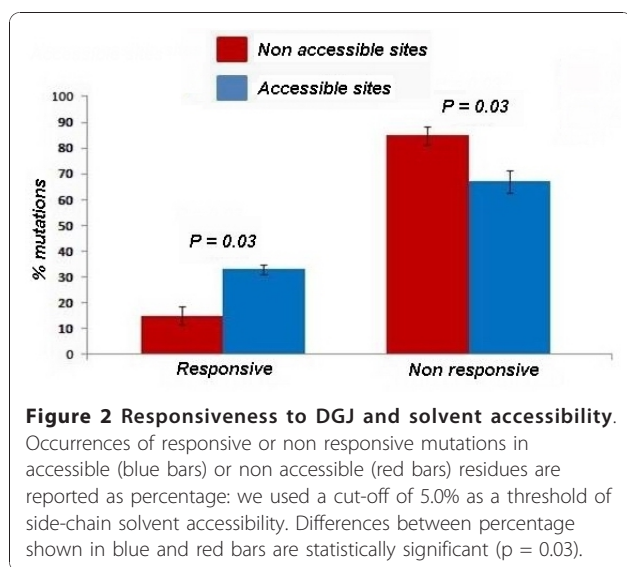 Non accessible sites
Accessible sites
100
90
80
70
60
50
40
30
20
10
0
% mutations
P = 0.03
P = 0.03
Responsive
Non responsive
Figure 2 Responsiveness to DGJ and solvent accessibility.
Occurrences of responsive or non responsive mutations in
accessible (blue bars) or non accessible (red bars) residues are
reported as percentage: we used a cut-off of 5.0% as a threshold of
side-chain solvent accessibility. Differences between percentage
shown in blue and red bars are statistically significant (p = 0.03).